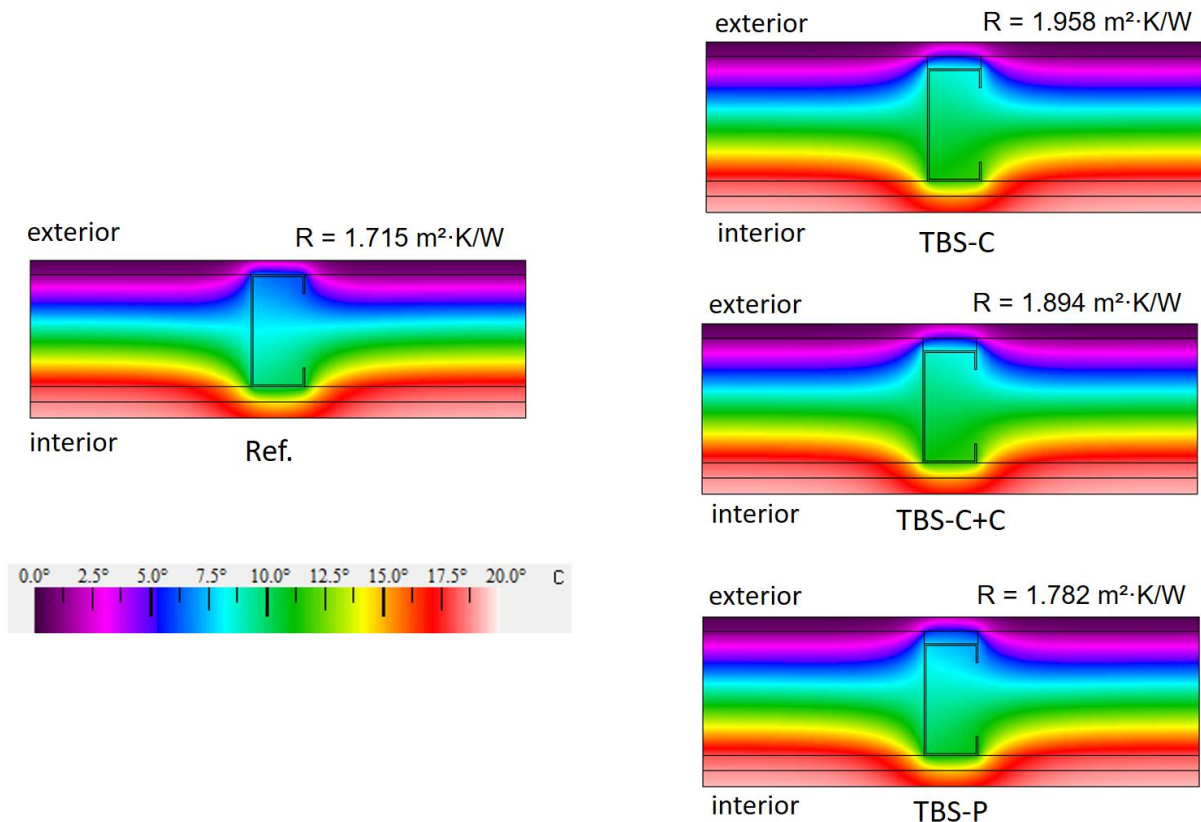 exterior R = 1.715 m²·K/W
interior Ref.
0.0° 2.5° 5.0° 7.5° 10.0° 12.5° 15.0° 17.5° 20.0° C
exterior R = 1.958 m²·K/W
interior TBS-C
exterior R = 1.894 m²·K/W
interior TBS-C+C
exterior R = 1.782 m²·K/W
interior TBS-P